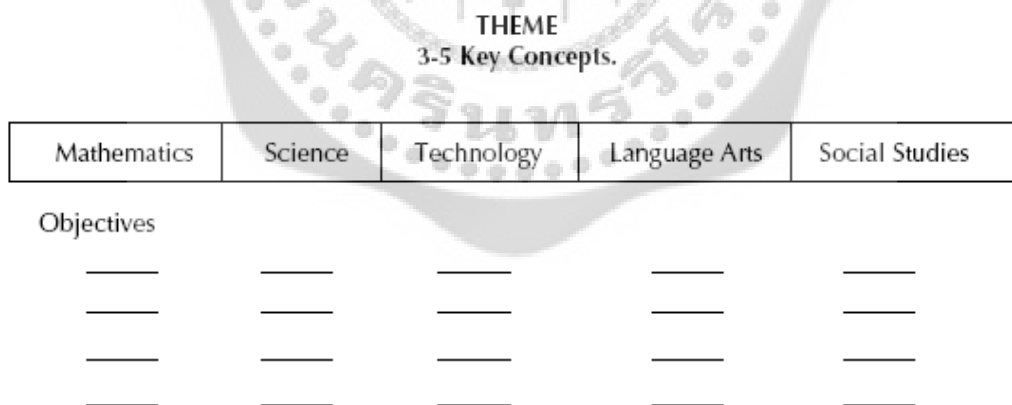 THEME
3-5 Key Concepts.
Mathematics Science Technology Language Arts Social Studies
Objectives